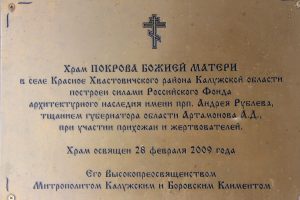 Храм ПОКРОВА БОЖИЕЙ МАТЕРИ
в селе Красное Хвастовичского района Калужской области
построен силами Российского Фонда
архитектурного наследия имени прп. Андрея Рублева,
тщанием губернатора области Артамонова А.Д.,
при участии прихожан и жертвователей.
Храм освящен 28 февраля 2009 года
Его Высокопреосвященством
Митрополитом Калужским и Боровским Климентом